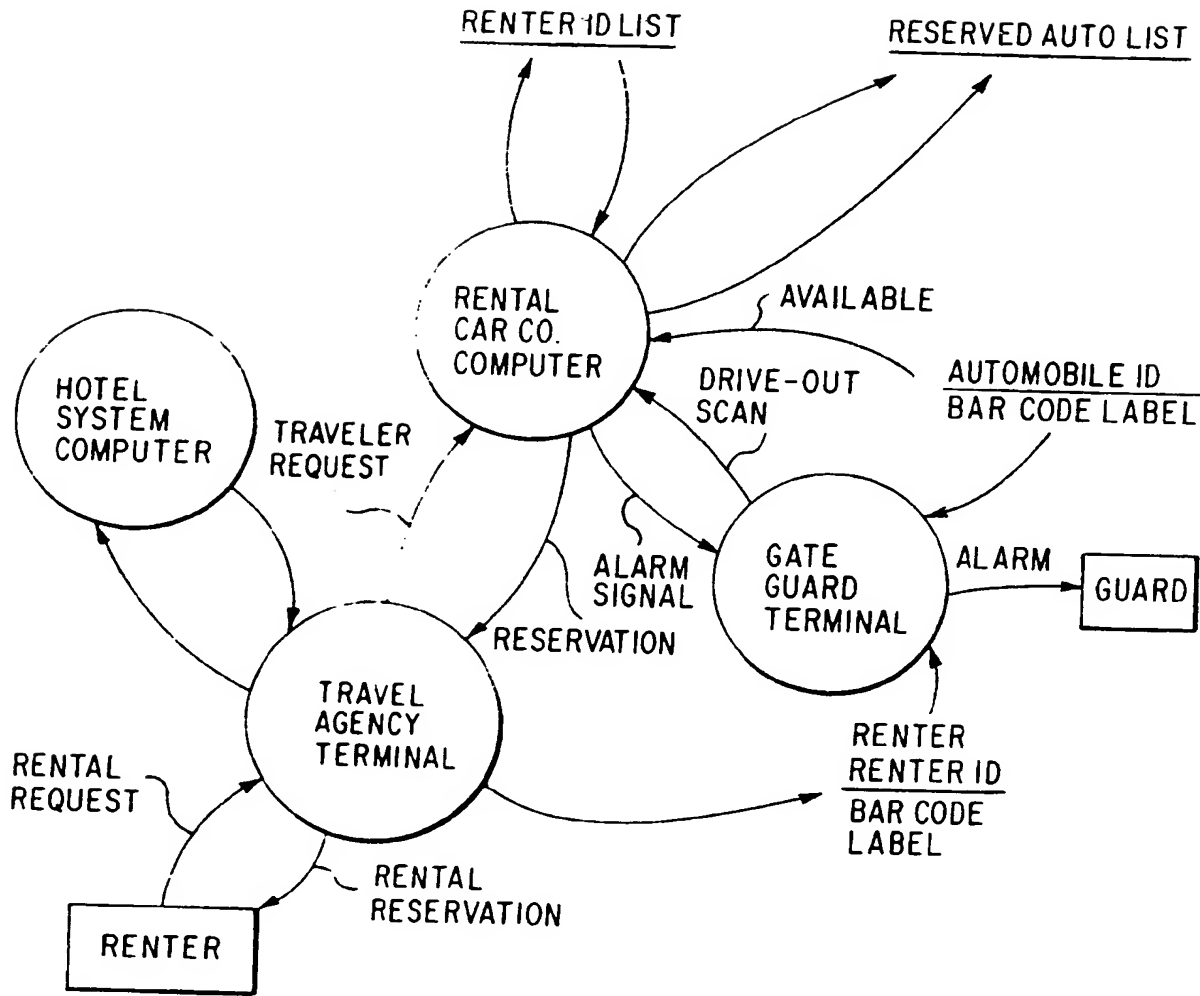 RENTER ID LIST
RESERVED AUTO LIST
RENTAL
CAR CO.
COMPUTER
AVAILABLE
AUTOMOBILE ID
BAR CODE LABEL
DRIVE-OUT
SCAN
HOTEL
SYSTEM
COMPUTER
TRAVELER
REQUEST
ALARM
SIGNAL
RESERVATION
GATE
GUARD
TERMINAL
ALARM
GUARD
TRAVEL
AGENCY
TERMINAL
RENTER
RENTER ID
BAR CODE
LABEL
RENTAL
REQUEST
RENTAL
RESERVATION
RENTER